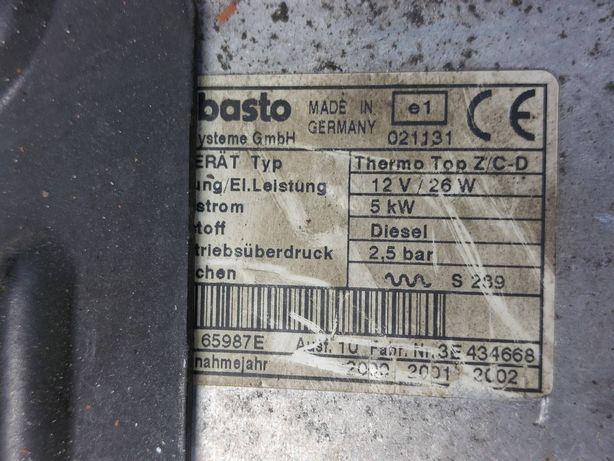 basto MADE IN GERMANY e1 021131 CE
ysteme GmbH
ERÄT Typ Thermo Top Z/C-D
ung/El.Leistung 12 V / 26 W
strom 5 kW
toff Diesel
triebsüberdruck 2,5 bar
chen S 289
65987E Ausf. 10 Fabr. Nr. 3E 434668
nahmejahr 2000 2001 2002